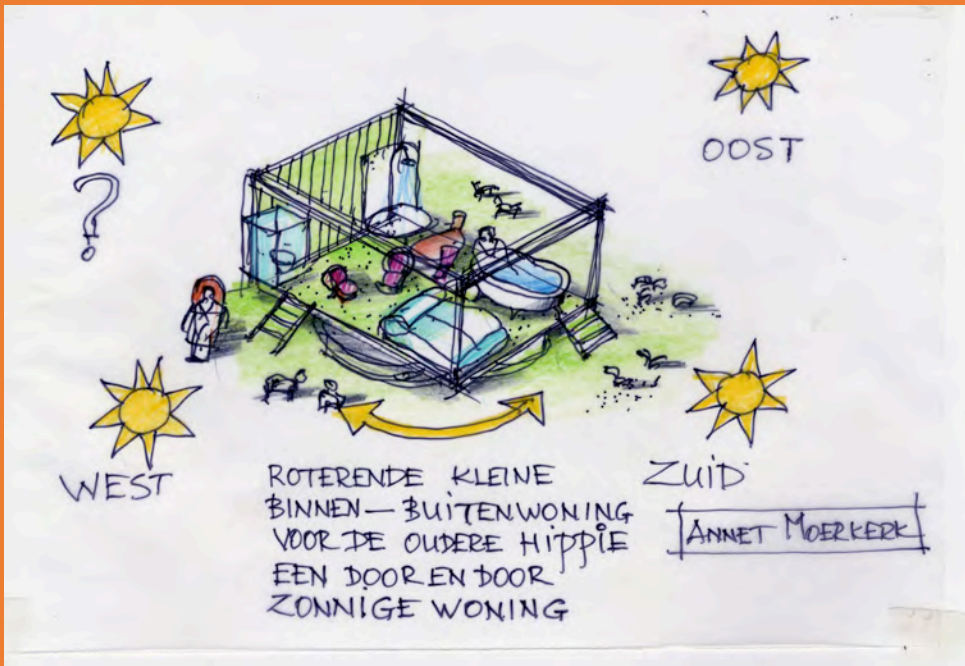 OOST
?
WEST
ZUiD
ROTERENDE KLEINE
BINNEN — BUITENWONING
VOOR DE OUDERE HiPPiE
EEN DOOR EN DOOR
ZONNIGE WONING
ANNET MOERKERK